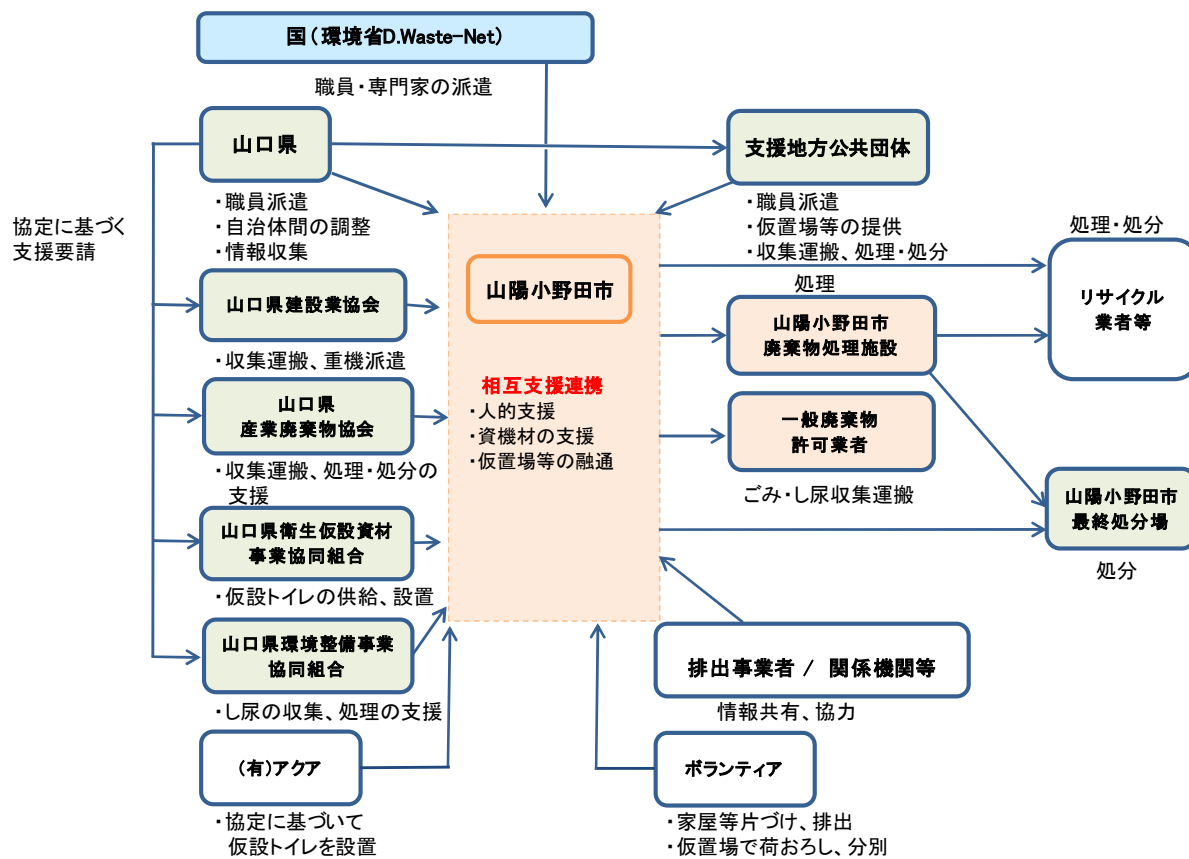 国（環境省D.Waste-Net）
職員・専門家の派遣
山口県
支援地方公共団体
・職員派遣
・自治体間の調整
・情報収集
・職員派遣
・仮置場等の提供
・収集運搬、処理・処分
協定に基づく
支援要請
処理・処分
リサイクル
業者等
山陽小野田市
相互支援連携
・人的支援
・資機材の支援
・仮置場等の融通
山口県建設業協会
・収集運搬、重機派遣
処理
山陽小野田市
廃棄物処理施設
山口県
産業廃棄物協会
・収集運搬、処理・処分の
支援
一般廃棄物
許可業者
ごみ・し尿収集運搬
山陽小野田市
最終処分場
処分
山口県衛生仮設資材
事業協同組合
・仮設トイレの供給、設置
山口県環境整備事業
協同組合
・し尿の収集、処理の支援
排出事業者 / 関係機関等
情報共有、協力
（有）アクア
・協定に基づいて
仮設トイレを設置
ボランティア
・家屋等片づけ、排出
・仮置場で荷おろし、分別